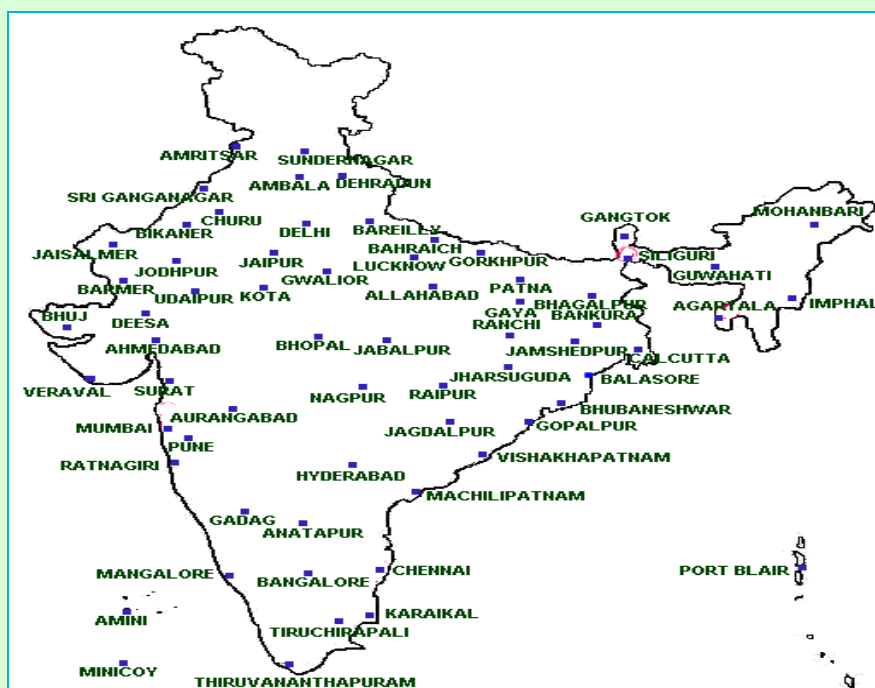 AMRITSAR
SUNDERNAGAR
AMBALA
DEHRADUN
SRI GANGANAGAR
CHURU
BIKANER
DELHI
BAREILLY
GANGTOK
MOHANBARI
JAISALMER
JODHPUR
JAIPUR
BAHRAICH
LUCKNOW
GORKHPUR
SILIGURI
GUWAHATI
BARMER
UDAIPUR
KOTA
GWALIOR
ALLAHABAD
PATNA
BHAGALPUR
AGARTALA
IMPHAL
BHUJ
DEESA
GAYA
BANKURA
RANCHI
AHMEDABAD
BHOPAL
JABALPUR
JAMSHEDPUR
CALCUTTA
VERAVAL
SURAT
NAGPUR
RAIPUR
JHARSUGUDA
BALASORE
AURANGABAD
BHUBANESHWAR
MUMBAI
PUNE
JAGDALPUR
GOPALPUR
RATNAGIRI
HYDERABAD
VISHAKHAPATNAM
MACHILIPATNAM
GADAG
ANATAPUR
MANGALORE
BANGALORE
CHENNAI
PORT BLAIR
AMINI
TIRUCHIRAPALI
KARAIKAL
MINICOY
THIRUVANANTHAPURAM